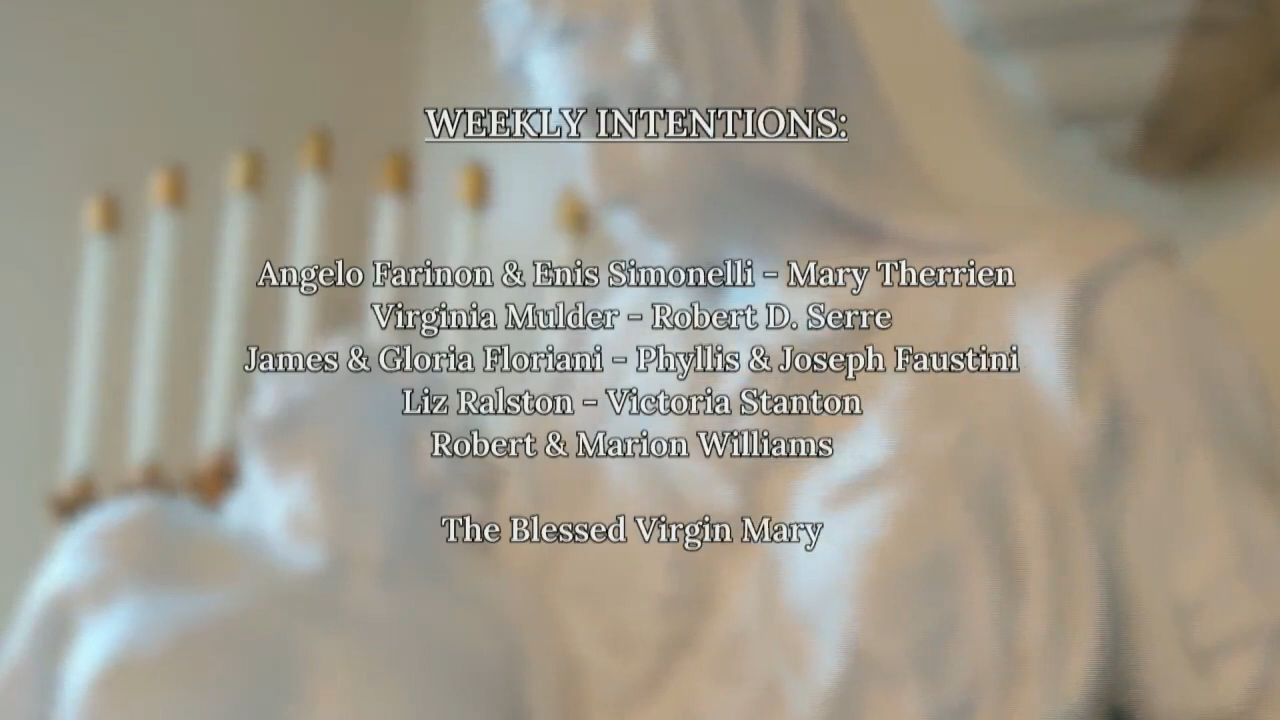 WEEKLY INTENTIONS:
Angelo Farinon & Enis Simonelli - Mary Therrien
Virginia Mulder - Robert D. Serre
James & Gloria Floriani - Phyllis & Joseph Faustini
Liz Ralston - Victoria Stanton
Robert & Marion Williams
The Blessed Virgin Mary